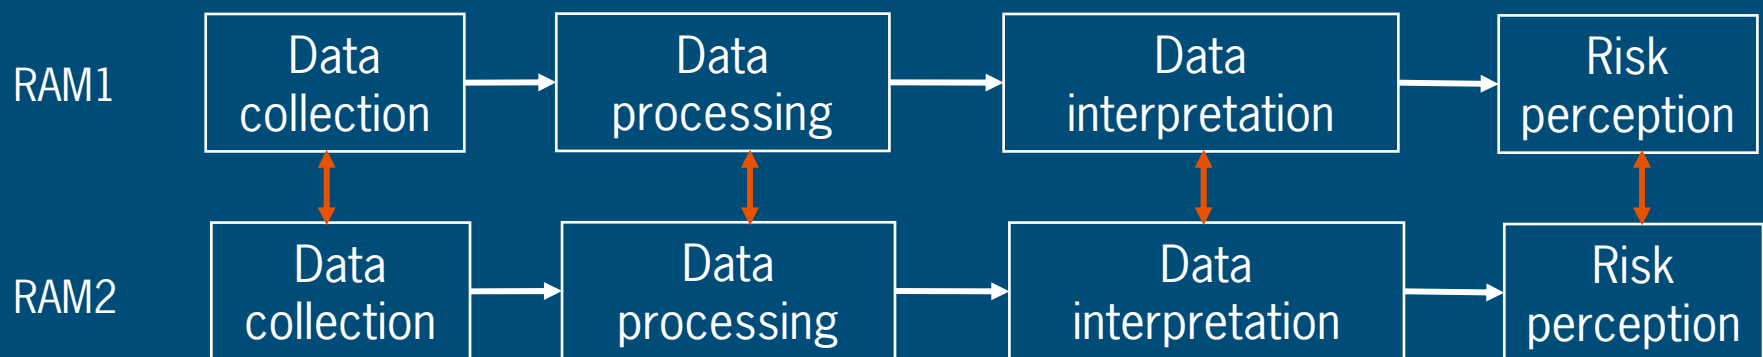 RAM1
Data
collection
Data
processing
Data
interpretation
Risk
perception
RAM2
Data
collection
Data
processing
Data
interpretation
Risk
perception